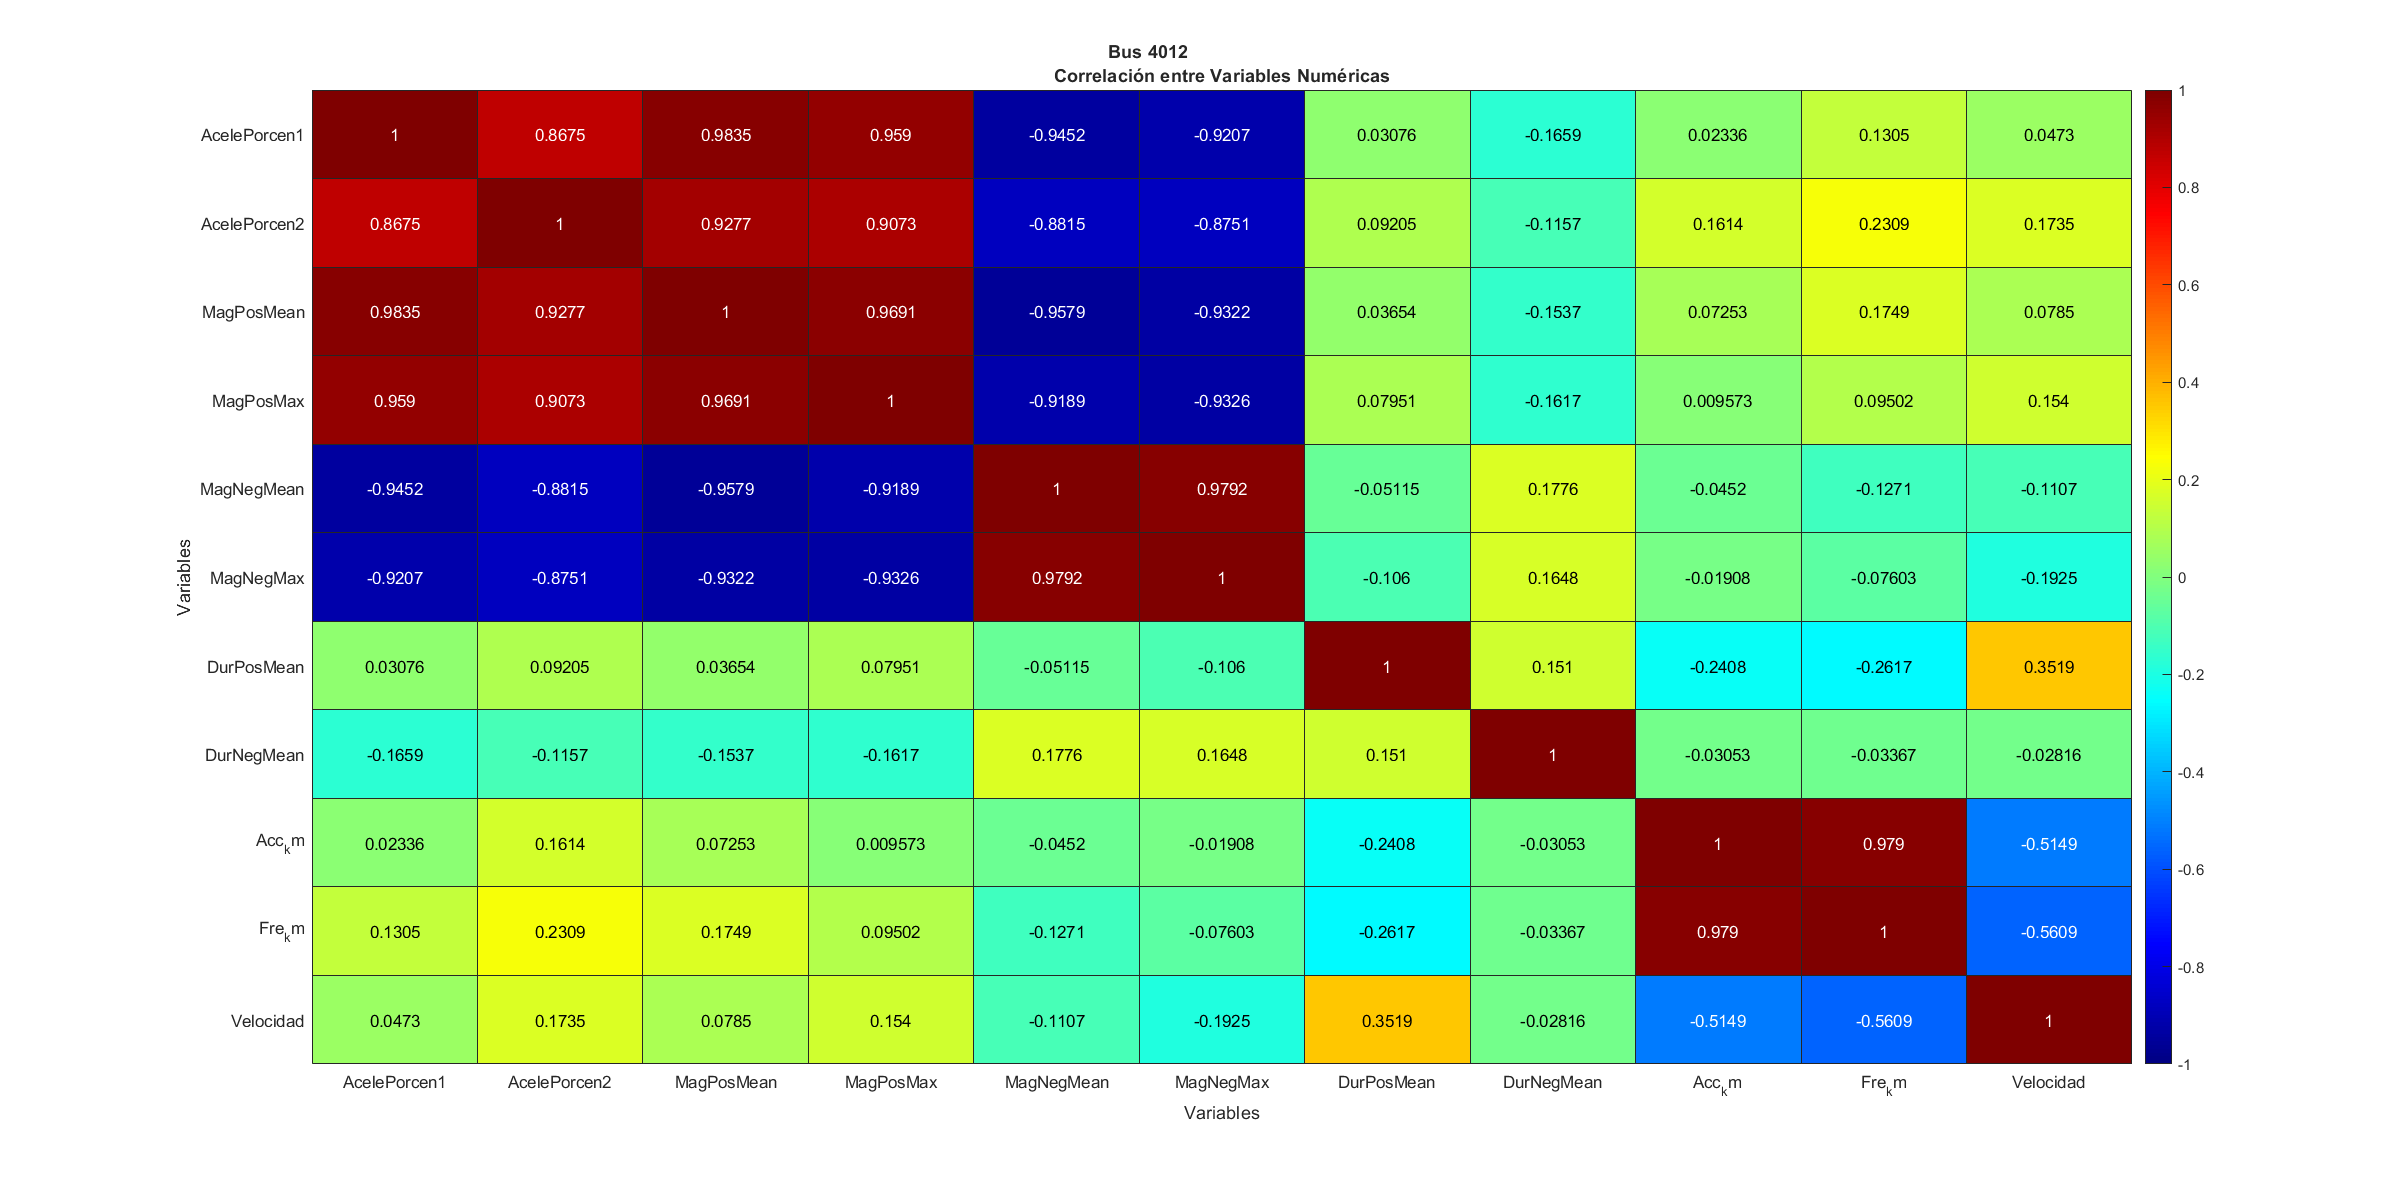 Bus 4012
Correlación entre Variables Numéricas
AcelePorcen1 1 0.8675 0.9835 0.959 -0.9452 -0.9207 0.03076 -0.1659 0.02336 0.1305 0.0473
AcelePorcen2 0.8675 1 0.9277 0.9073 -0.8815 -0.8751 0.09205 -0.1157 0.1614 0.2309 0.1735
MagPosMean 0.9835 0.9277 1 0.9691 -0.9579 -0.9322 0.03654 -0.1537 0.07253 0.1749 0.0785
MagPosMax 0.959 0.9073 0.9691 1 -0.9189 -0.9326 0.07951 -0.1617 0.009573 0.09502 0.154
MagNegMean -0.9452 -0.8815 -0.9579 -0.9189 1 0.9792 -0.05115 0.1776 -0.0452 -0.1271 -0.1107
MagNegMax -0.9207 -0.8751 -0.9322 -0.9326 0.9792 1 -0.106 0.1648 -0.01908 -0.07603 -0.1925
DurPosMean 0.03076 0.09205 0.03654 0.07951 -0.05115 -0.106 1 0.151 -0.2408 -0.2617 0.3519
DurNegMean -0.1659 -0.1157 -0.1537 -0.1617 0.1776 0.1648 0.151 1 -0.03053 -0.03367 -0.02816
Acckm 0.02336 0.1614 0.07253 0.009573 -0.0452 -0.01908 -0.2408 -0.03053 1 0.979 -0.5149
Frekm 0.1305 0.2309 0.1749 0.09502 -0.1271 -0.07603 -0.2617 -0.03367 0.979 1 -0.5609
Velocidad 0.0473 0.1735 0.0785 0.154 -0.1107 -0.1925 0.3519 -0.02816 -0.5149 -0.5609 1
AcelePorcen1 AcelePorcen2 MagPosMean MagPosMax MagNegMean MagNegMax DurPosMean DurNegMean Acckm Frekm Velocidad
Variables
Variables
1
0.8
0.6
0.4
0.2
0
-0.2
-0.4
-0.6
-0.8
-1